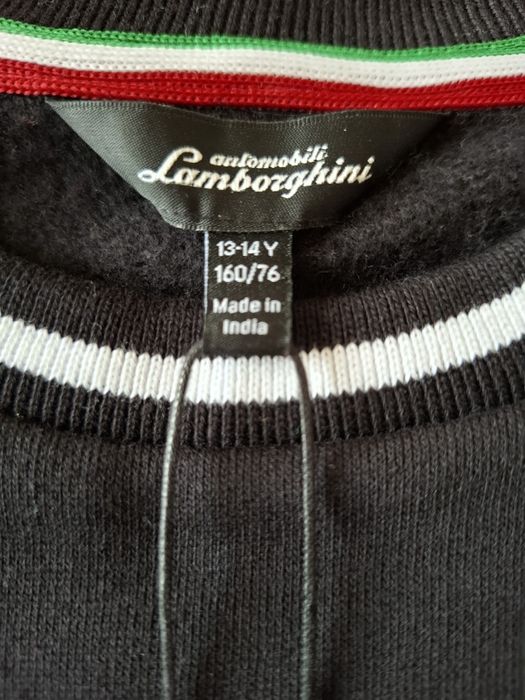 automobili
Lamborghini
13-14 Y
160/76
Made in
India